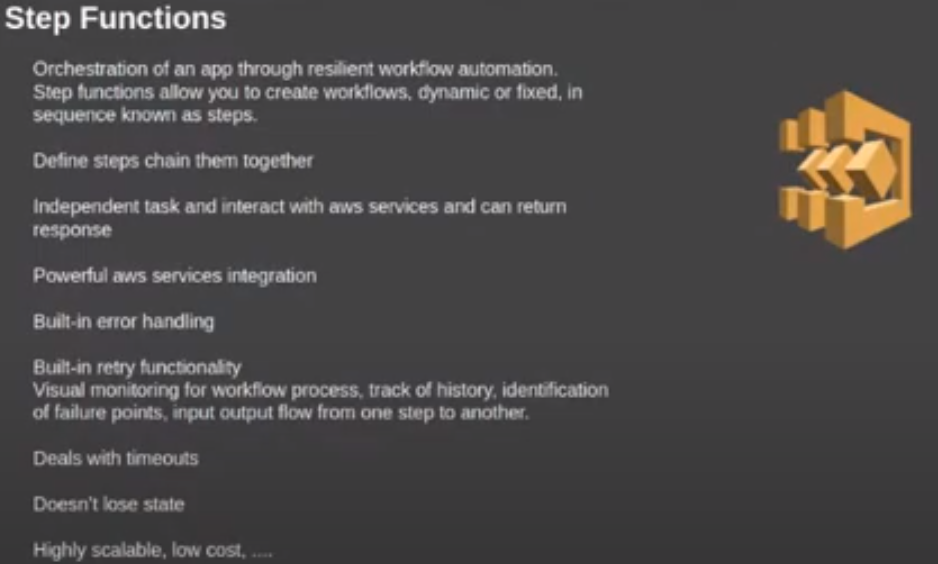 Step Functions
Orchestration of an app through resilient workflow automation.
Step functions allow you to create workflows, dynamic or fixed, in
sequence known as steps.
Define steps chain them together
Independent task and interact with aws services and can return
response
Powerful aws services integration
Built-in error handling
Built-in retry functionality
Visual monitoring for workflow process, track of history, identification
of failure points, input output flow from one step to another.
Deals with timeouts
Doesn't lose state
Highly scalable, low cost, ....